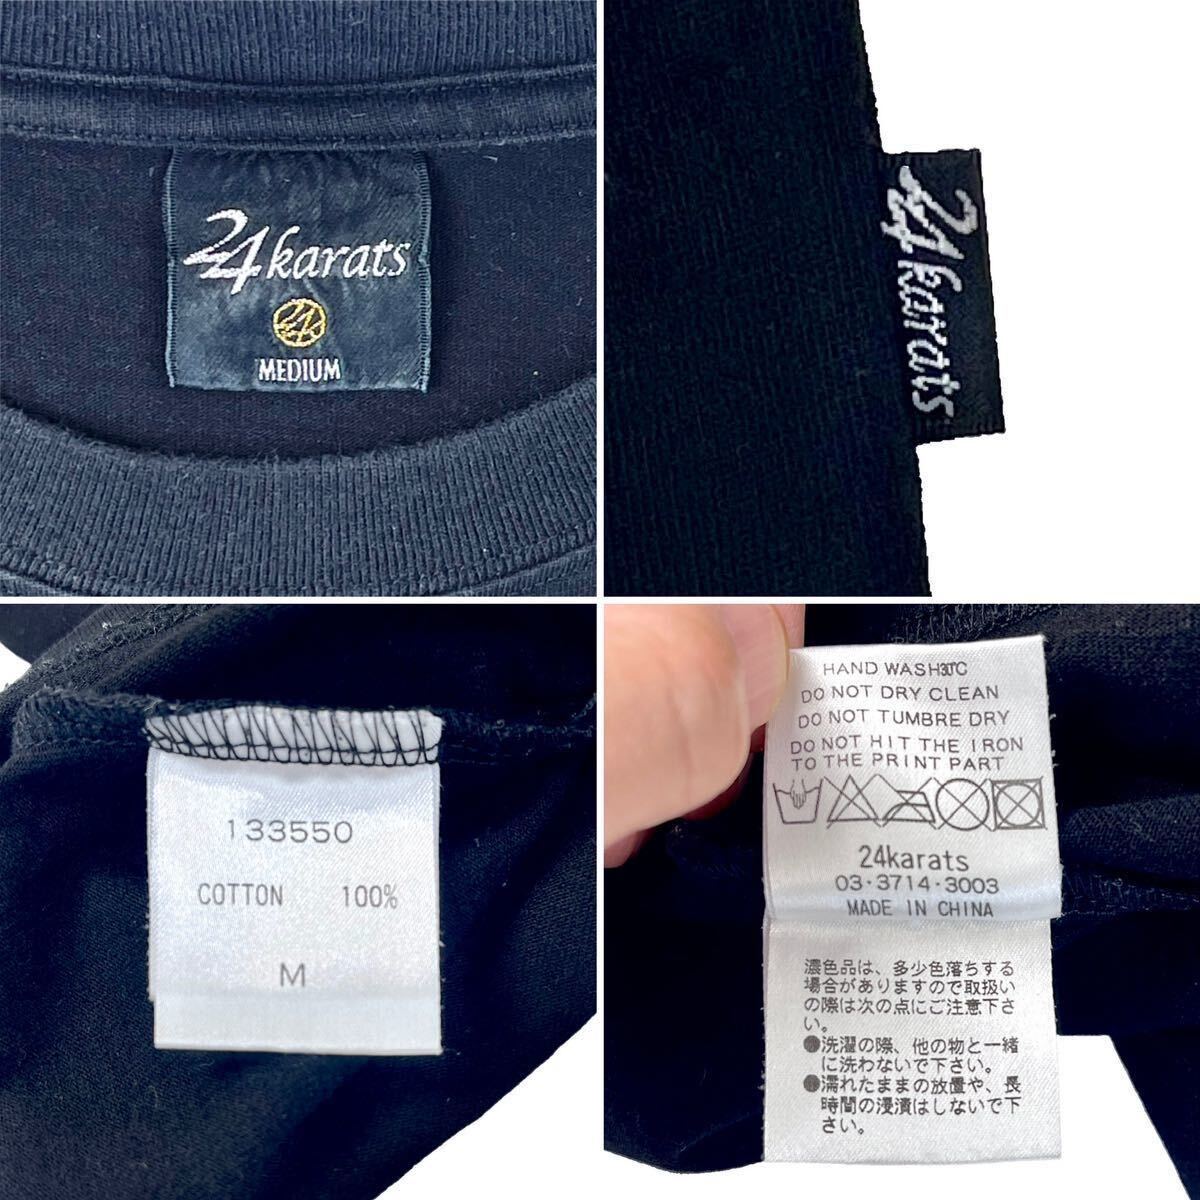 24karats
24
MEDIUM
24karats
133550
COTTON 100%
M
HAND WASH30℃
DO NOT DRY CLEAN
DO NOT TUMBRE DRY
DO NOT HIT THE IRON
TO THE PRINT PART
24karats
03・3714・3003
MADE IN CHINA
濃色品は、多少色落ちする
場合がありますので取扱い
の際は次の点にご注意下さ
い。
●洗濯の際、他の物と一緒
に洗わないで下さい。
●濡れたままの放置や、長
時間の浸漬はしないで下
さい。